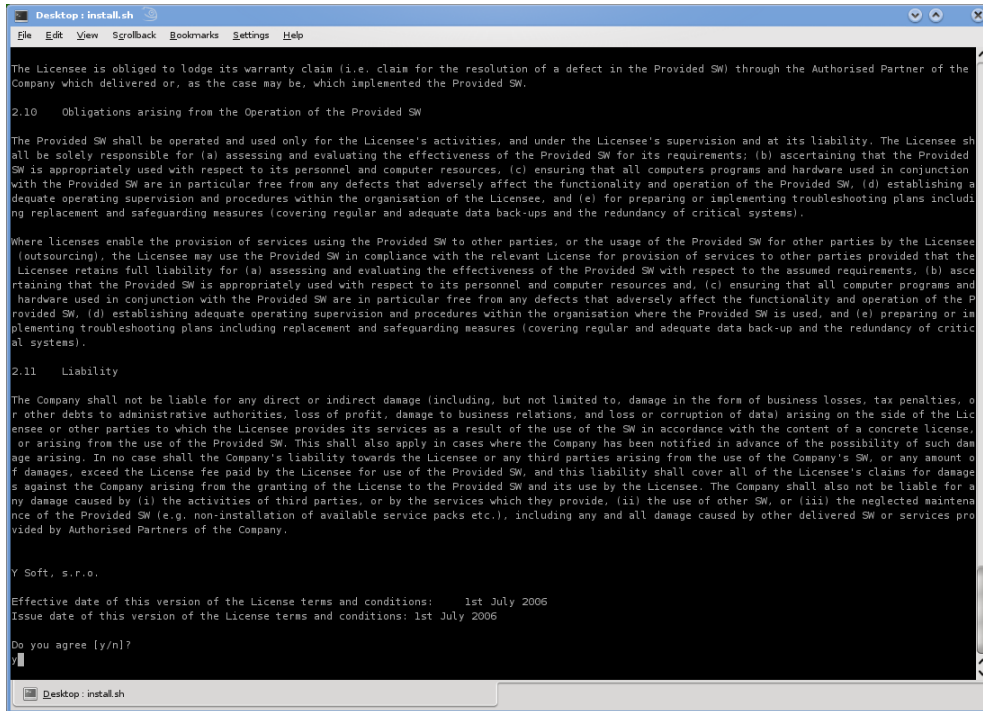 Desktop : install.sh
File Edit View Scrollback Bookmarks Settings Help
The Licensee is obliged to lodge its warranty claim (i.e. claim for the resolution of a defect in the Provided SW) through the Authorised Partner of the
Company which delivered or, as the case may be, which implemented the Provided SW.
2.10 Obligations arising from the Operation of the Provided SW
The Provided SW shall be operated and used only for the Licensee's activities, and under the Licensee's supervision and at its liability. The Licensee sh
all be solely responsible for (a) assessing and evaluating the effectiveness of the Provided SW for its requirements; (b) ascertaining that the Provided
SW is appropriately used with respect to its personnel and computer resources, (c) ensuring that all computers programs and hardware used in conjunction
with the Provided SW are in particular free from any defects that adversely affect the functionality and operation of the Provided SW, (d) establishing a
dequate operating supervision and procedures within the organisation of the Licensee, and (e) for preparing or implementing troubleshooting plans includi
ng replacement and safeguarding measures (covering regular and adequate data back-ups and the redundancy of critical systems).
Where licenses enable the provision of services using the Provided SW to other parties, or the usage of the Provided SW for other parties by the Licensee
(outsourcing), the Licensee may use the Provided SW in compliance with the relevant License for provision of services to other parties provided that the
Licensee retains full liability for (a) assessing and evaluating the effectiveness of the Provided SW with respect to the assumed requirements, (b) asce
rtaining that the Provided SW is appropriately used with respect to its personnel and computer resources and, (c) ensuring that all computer programs and
hardware used in conjunction with the Provided SW are in particular free from any defects that adversely affect the functionality and operation of the P
rovided SW, (d) establishing adequate operating supervision and procedures within the organisation where the Provided SW is used, and (e) preparing or im
plementing troubleshooting plans including replacement and safeguarding measures (covering regular and adequate data back-up and the redundancy of critic
al systems).
2.11 Liability
The Company shall not be liable for any direct or indirect damage (including, but not limited to, damage in the form of business losses, tax penalties, o
r other debts to administrative authorities, loss of profit, damage to business relations, and loss or corruption of data) arising on the side of the Lic
ensee or other parties to which the Licensee provides its services as a result of the use of the SW in accordance with the content of a concrete license,
or arising from the use of the Provided SW. This shall also apply in cases where the Company has been notified in advance of the possibility of such dam
age arising. In no case shall the Company's liability towards the Licensee or any third parties arising from the use of the Company's SW, or any amount o
f damages, exceed the License fee paid by the Licensee for use of the Provided SW, and this liability shall cover all of the Licensee's claims for damage
s against the Company arising from the granting of the License to the Provided SW and its use by the Licensee. The Company shall also not be liable for a
ny damage caused by (i) the activities of third parties, or by the services which they provide, (ii) the use of other SW, or (iii) the neglected maintena
nce of the Provided SW (e.g. non-installation of available service packs etc.), including any and all damage caused by other delivered SW or services pro
vided by Authorised Partners of the Company.
Y Soft, s.r.o.
Effective date of this version of the License terms and conditions: 1st July 2006
Issue date of this version of the License terms and conditions: 1st July 2006
Do you agree [y/n]?
y
Desktop : install.sh